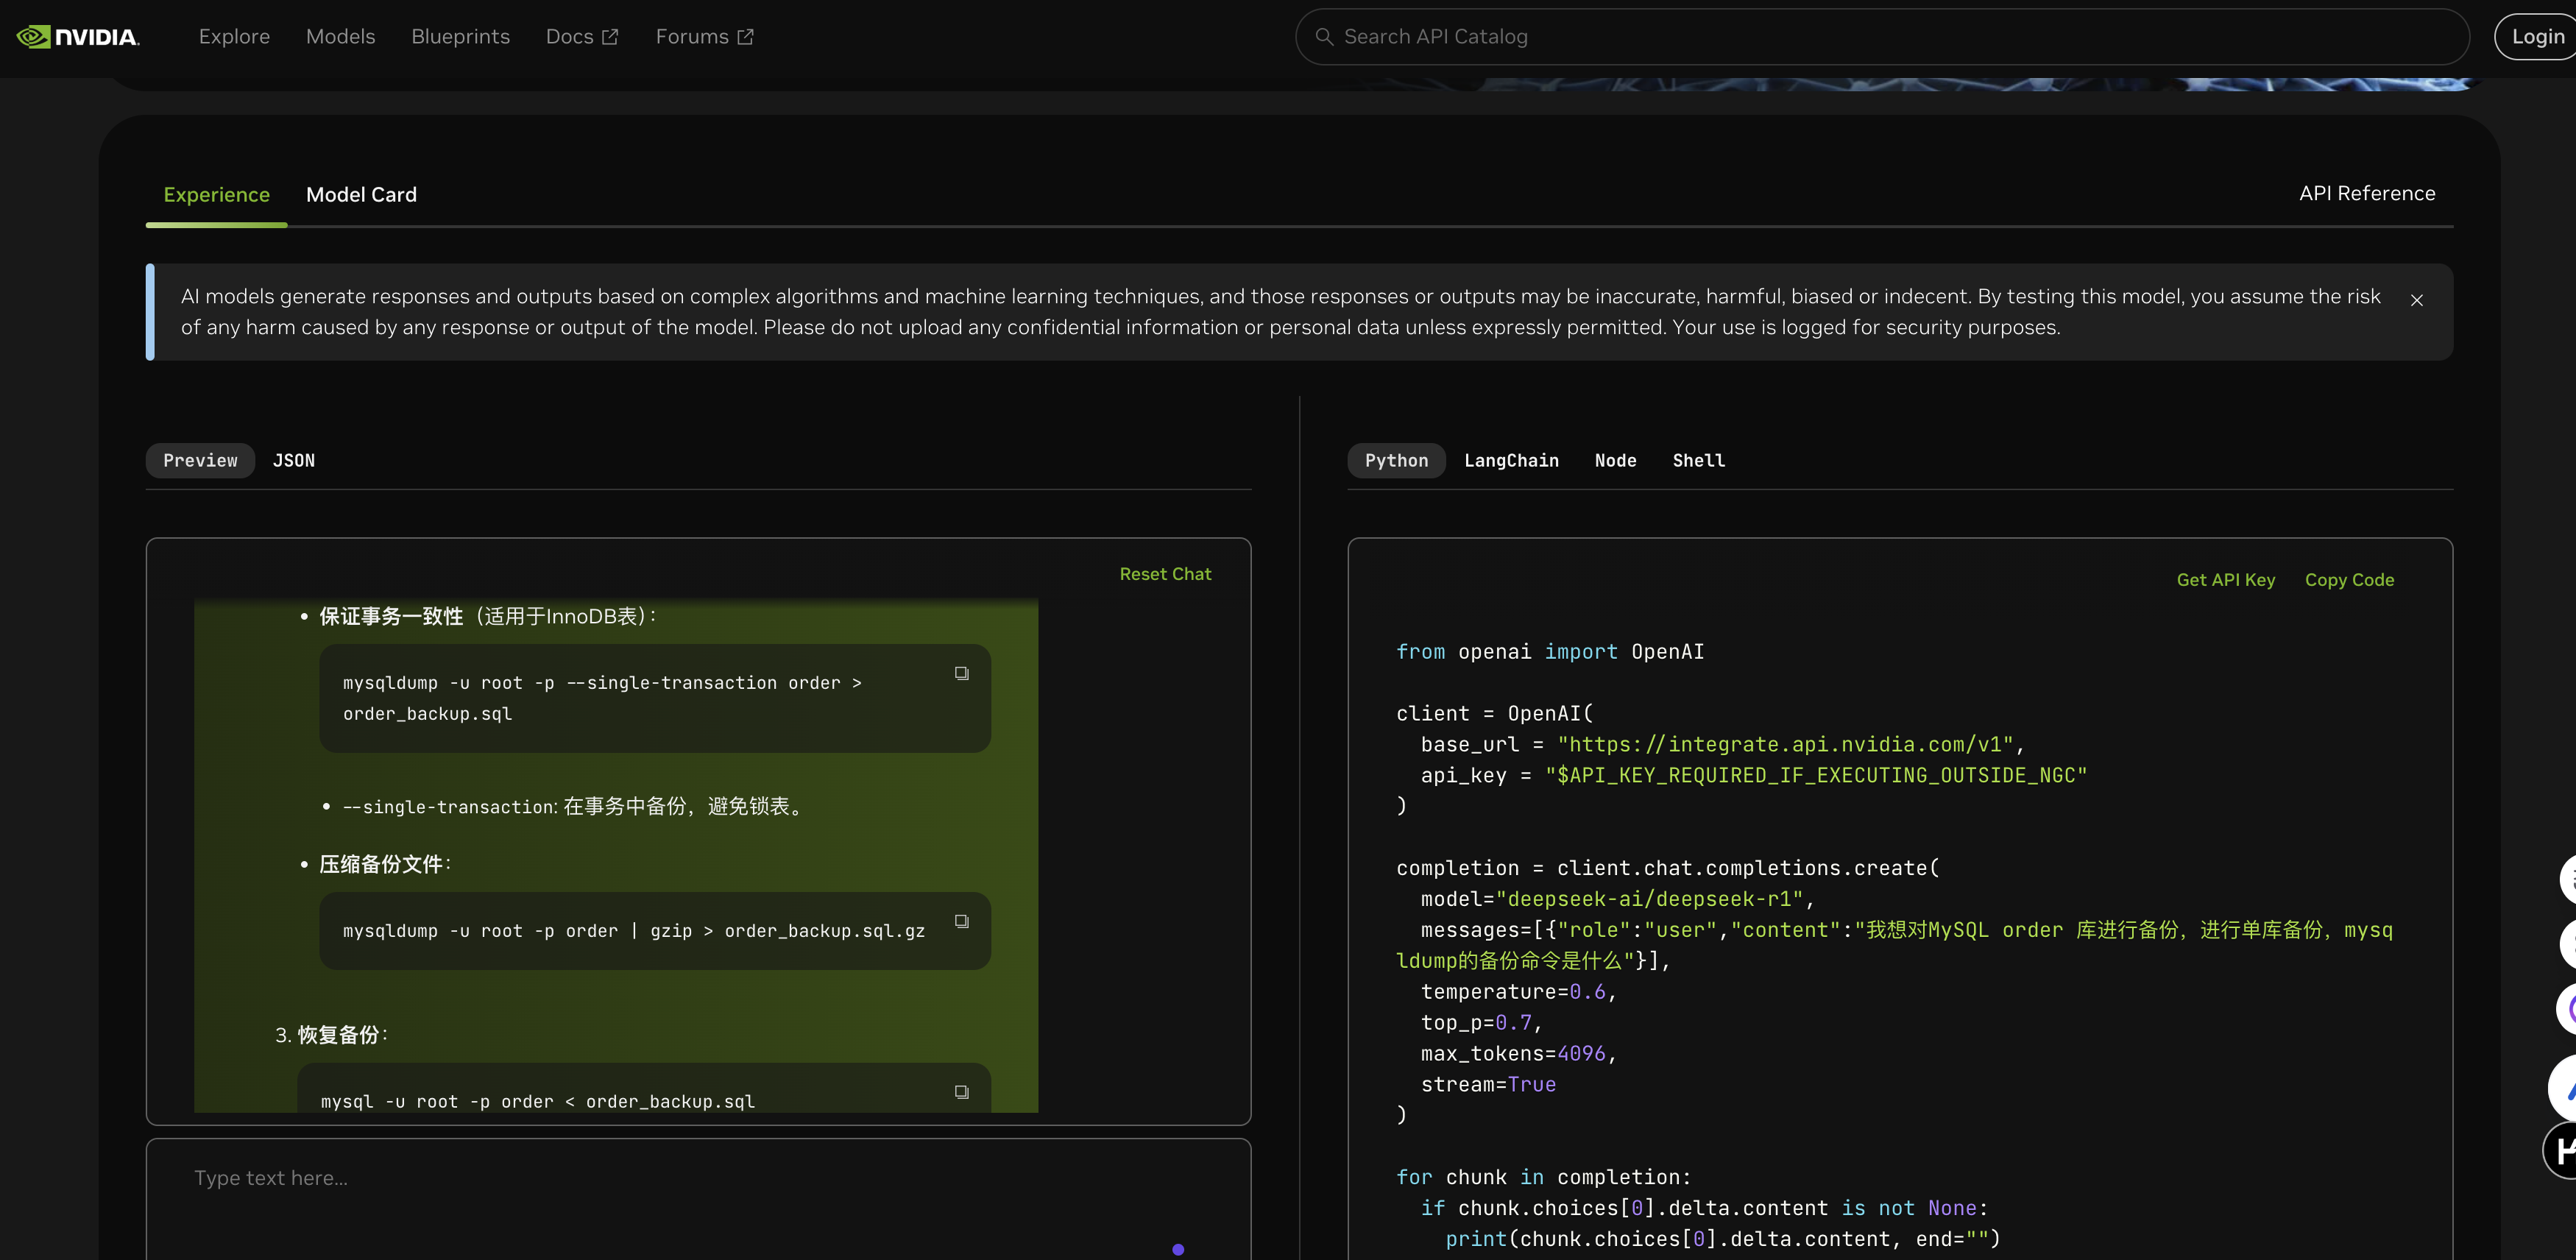 NVIDIA.
Explore
Models
Blueprints
Docs
Forums
Search API Catalog
Login
Experience
Model Card
API Reference
AI models generate responses and outputs based on complex algorithms and machine learning techniques, and those responses or outputs may be inaccurate, harmful, biased or indecent. By testing this model, you assume the risk
of any harm caused by any response or output of the model. Please do not upload any confidential information or personal data unless expressly permitted. Your use is logged for security purposes.
Preview
JSON
Reset Chat
• 保证事务一致性（适用于InnoDB表）：
mysqldump -u root -p --single-transaction order >
order_backup.sql
• --single-transaction: 在事务中备份，避免锁表。
• 压缩备份文件：
mysqldump -u root -p order | gzip > order_backup.sql.gz
3. 恢复备份：
mysql -u root -p order < order_backup.sql
Type text here...
Python
LangChain
Node
Shell
Get API Key
Copy Code
from openai import OpenAI
client = OpenAI(
base_url = "https://integrate.api.nvidia.com/v1",
api_key = "$API_KEY_REQUIRED_IF_EXECUTING_OUTSIDE_NGC"
)
completion = client.chat.completions.create(
model="deepseek-ai/deepseek-r1",
messages=[{"role":"user","content":"我想对MySQL order 库进行备份，进行单库备份，mysq
ldump的备份命令是什么"}],
temperature=0.6,
top_p=0.7,
max_tokens=4096,
stream=True
)
for chunk in completion:
if chunk.choices[0].delta.content is not None:
print(chunk.choices[0].delta.content, end="")